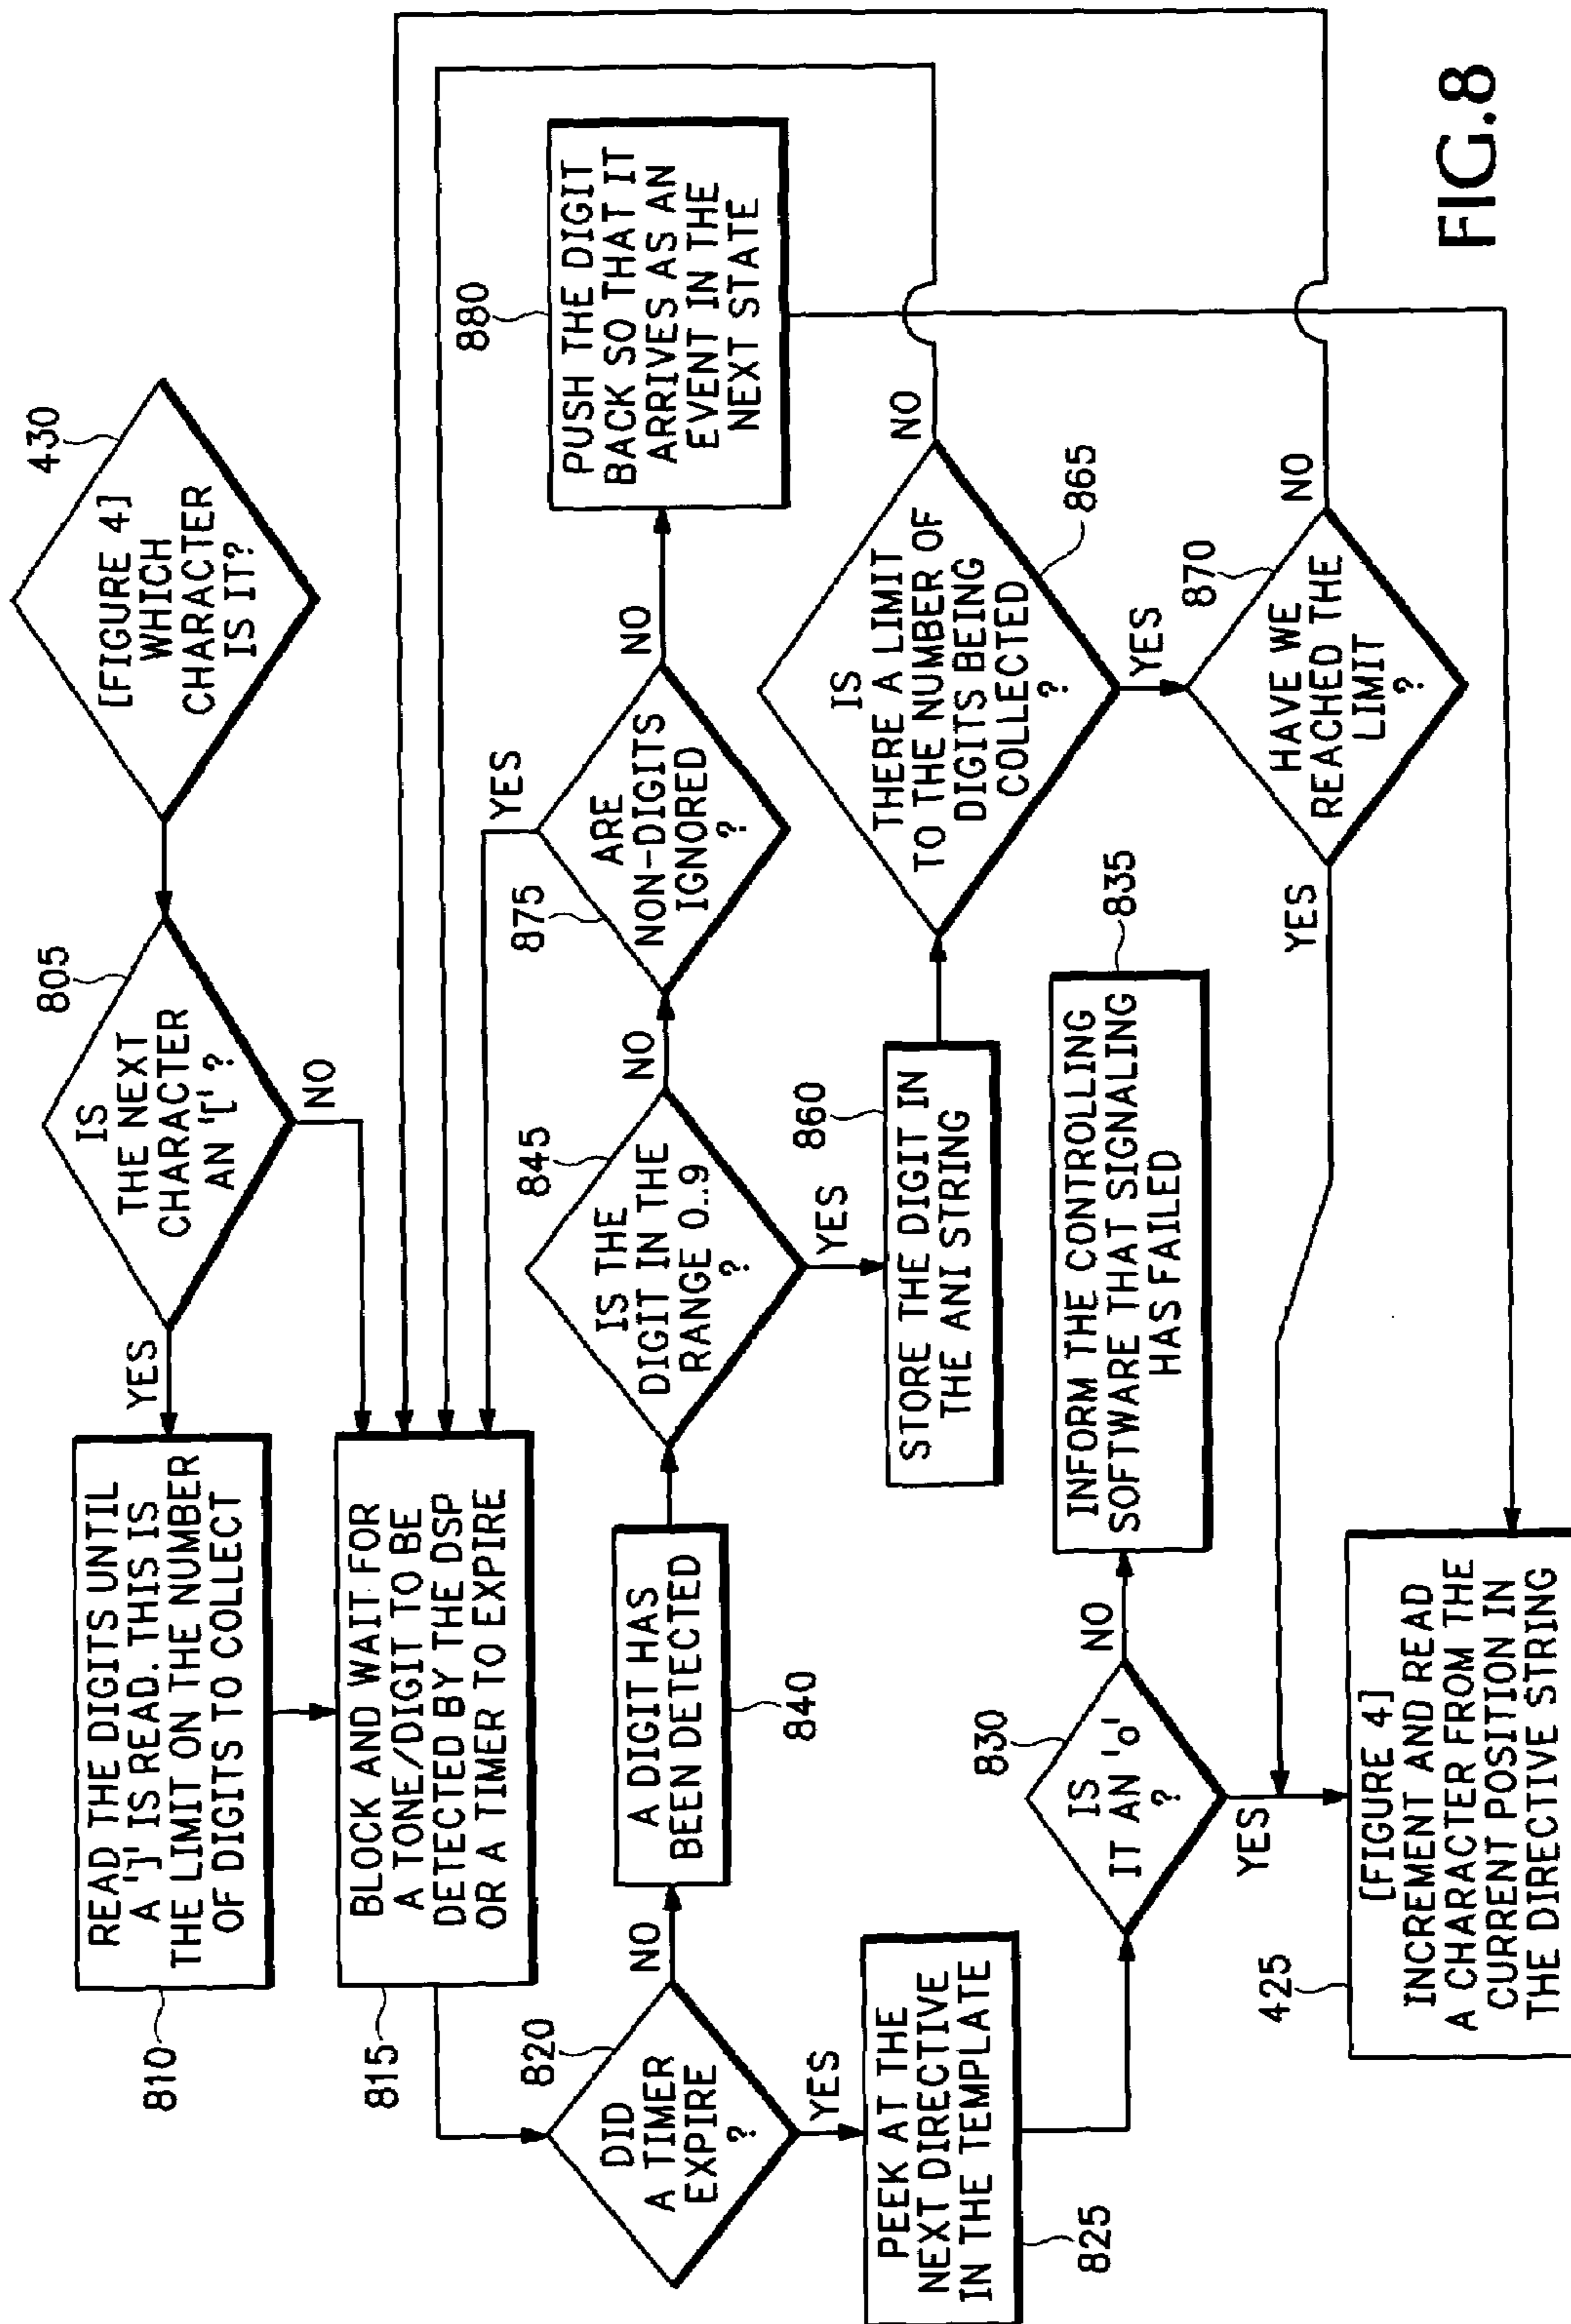 430
[FIGURE 4]
WHICH
CHARACTER
IS IT?
805
IS
THE NEXT
CHARACTER
AN '[' ?
YES
NO
810
READ THE DIGITS UNTIL
A ']' IS READ. THIS IS
THE LIMIT ON THE NUMBER
OF DIGITS TO COLLECT
815
BLOCK AND WAIT FOR
A TONE/DIGIT TO BE
DETECTED BY THE DSP
OR A TIMER TO EXPIRE
820
DID
A TIMER
EXPIRE
?
NO
YES
840
A DIGIT HAS
BEEN DETECTED
845
IS THE
DIGIT IN THE
RANGE 0..9
?
NO
YES
875
ARE
NON-DIGITS
IGNORED
?
YES
NO
880
PUSH THE DIGIT
BACK SO THAT IT
ARRIVES AS AN
EVENT IN THE
NEXT STATE
860
STORE THE DIGIT IN
THE ANI STRING
IS
THERE A LIMIT
TO THE NUMBER OF
DIGITS BEING
COLLECTED
?
865
NO
YES
870
HAVE WE
REACHED THE
LIMIT
?
NO
YES
825
PEEK AT THE
NEXT DIRECTIVE
IN THE TEMPLATE
830
IS
IT AN 'o'
?
NO
YES
835
INFORM THE CONTROLLING
SOFTWARE THAT SIGNALING
HAS FAILED
425
[FIGURE 4]
INCREMENT AND READ
A CHARACTER FROM THE
CURRENT POSITION IN
THE DIRECTIVE STRING
FIG.8